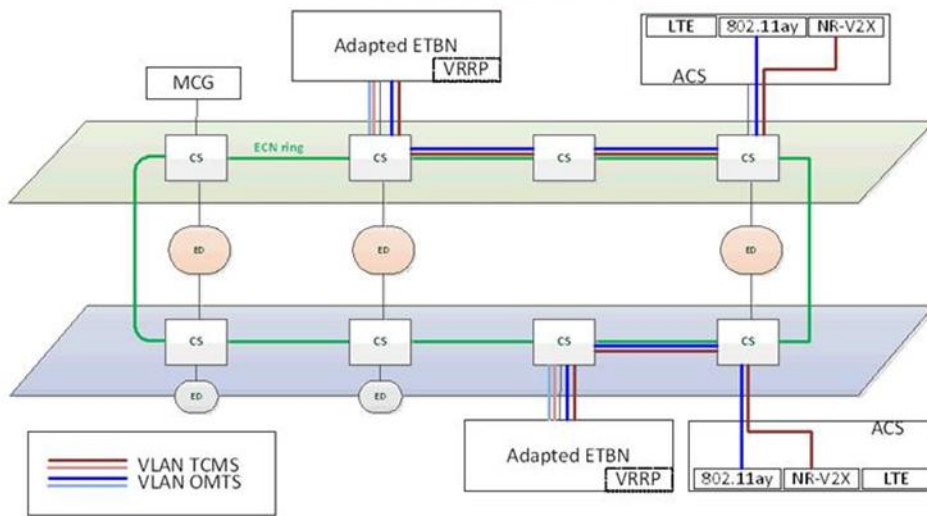 LTE 802.11ay NR-V2X
Adapted ETBN
VRRP
ACS
MCG
ECN ring
CS CS CS CS
ED ED ED
CS CS CS CS
ED ED
ACS
Adapted ETBN
VRRP
802.11ay NR-V2X LTE
VLAN TCMS
VLAN OMTS